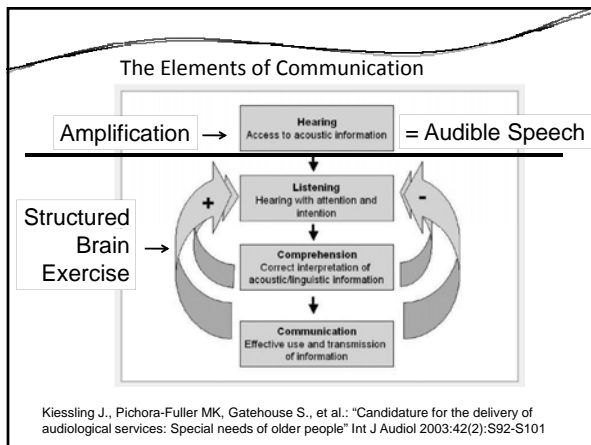 The Elements of Communication
Amplification →
Hearing
Access to acoustic information
= Audible Speech
Listening
Hearing with attention and
intention
+
-
Structured
Brain
Exercise →
Comprehension
Correct interpretation of
acoustic/linguistic information
Communication
Effective use and transmission
of information
Kiessling J., Pichora-Fuller MK, Gatehouse S., et al.: “Candidature for the delivery of
audiological services: Special needs of older people” Int J Audiol 2003:42(2):S92-S101